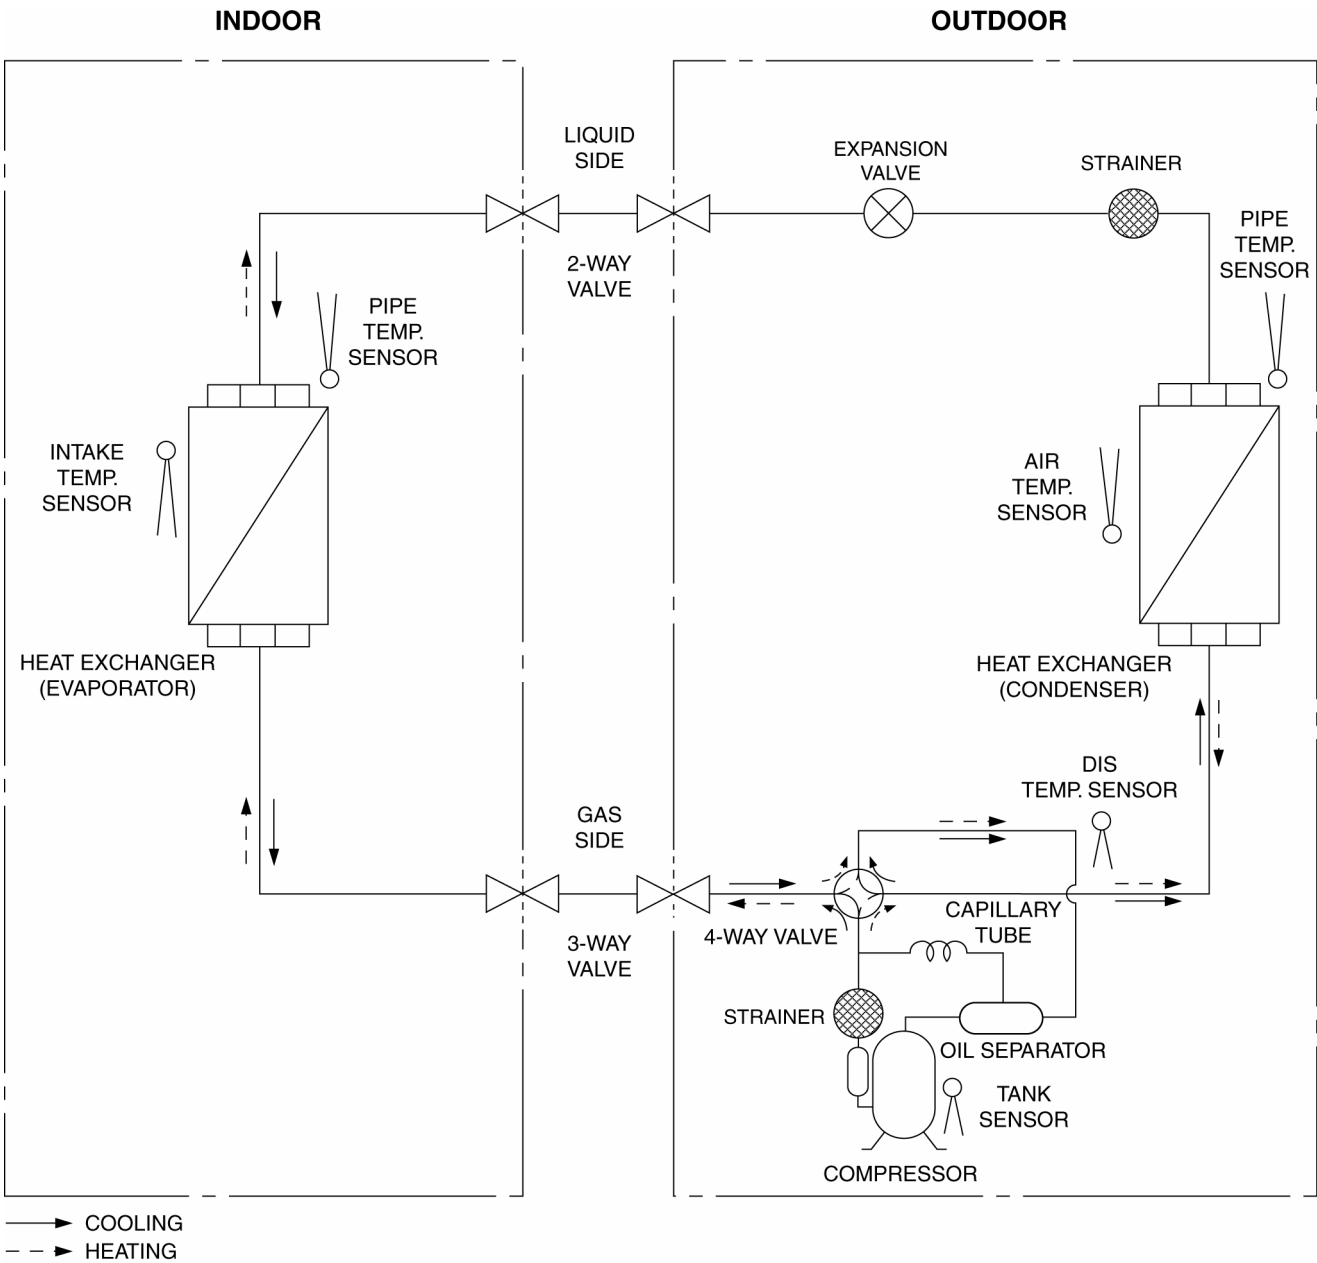 INDOOR
OUTDOOR
LIQUID
SIDE
EXPANSION
VALVE
STRAINER
PIPE
TEMP.
SENSOR
2-WAY
VALVE
PIPE
TEMP.
SENSOR
INTAKE
TEMP.
SENSOR
AIR
TEMP.
SENSOR
HEAT EXCHANGER
(EVAPORATOR)
HEAT EXCHANGER
(CONDENSER)
DIS
TEMP. SENSOR
GAS
SIDE
CAPILLARY
TUBE
4-WAY VALVE
3-WAY
VALVE
STRAINER
OIL SEPARATOR
TANK
SENSOR
COMPRESSOR
COOLING
HEATING